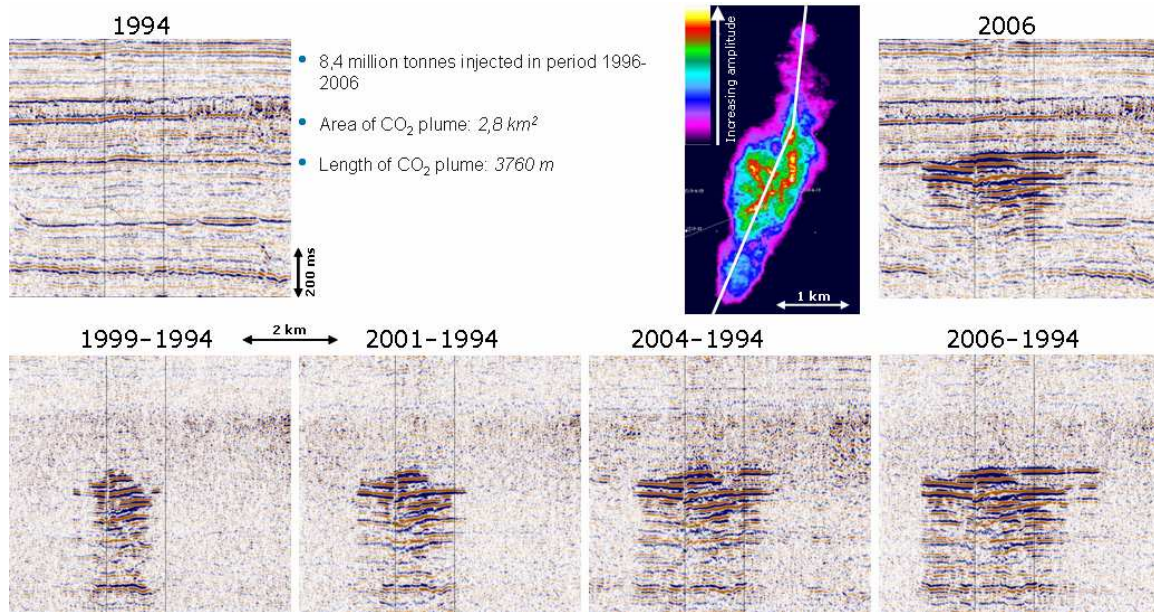 1994
• 8,4 million tonnes injected in period 1996-
2006
• Area of CO₂ plume: 2,8 km²
• Length of CO₂ plume: 3760 m
Increasing amplitude
1 km
2006
200 ms
1999-1994
2 km
2001-1994
2004-1994
2006-1994